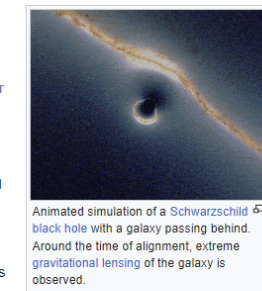 Animated simulation of a Schwarzschild
black hole with a galaxy passing behind.
Around the time of alignment, extreme
gravitational lensing of the galaxy is
observed.
r
s